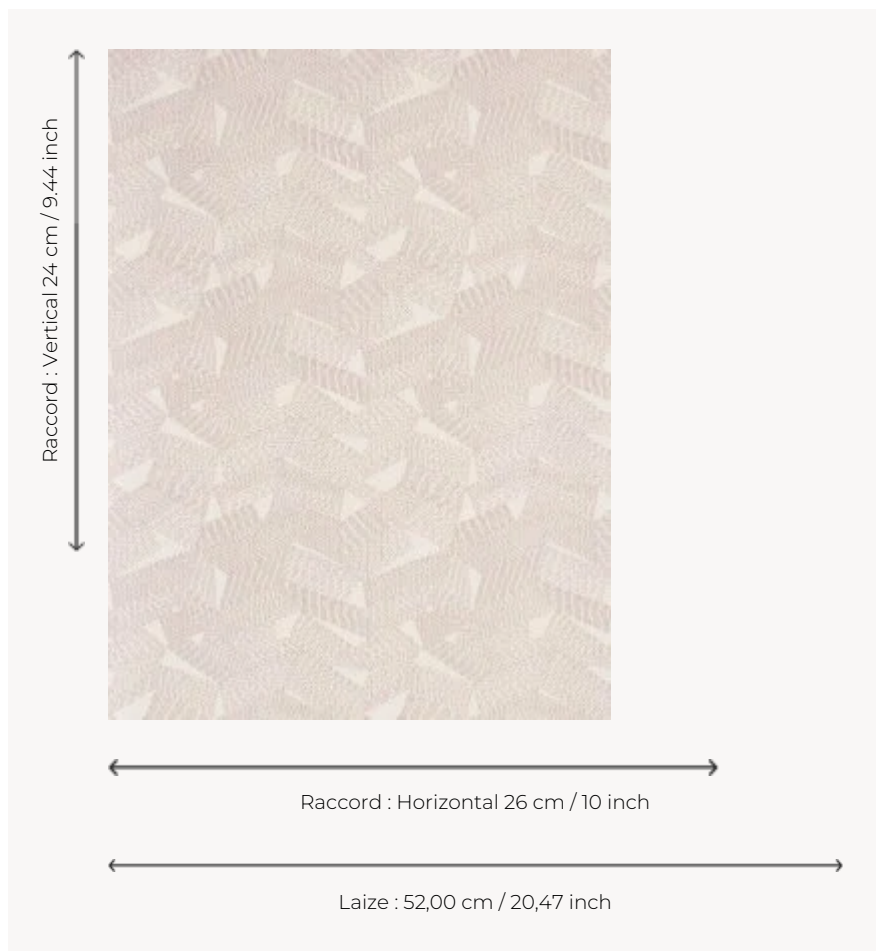 Raccord : Vertical 24 cm / 9.44 inch
Raccord : Horizontal 26 cm / 10 inch
Laize : 52,00 cm / 20,47 inch